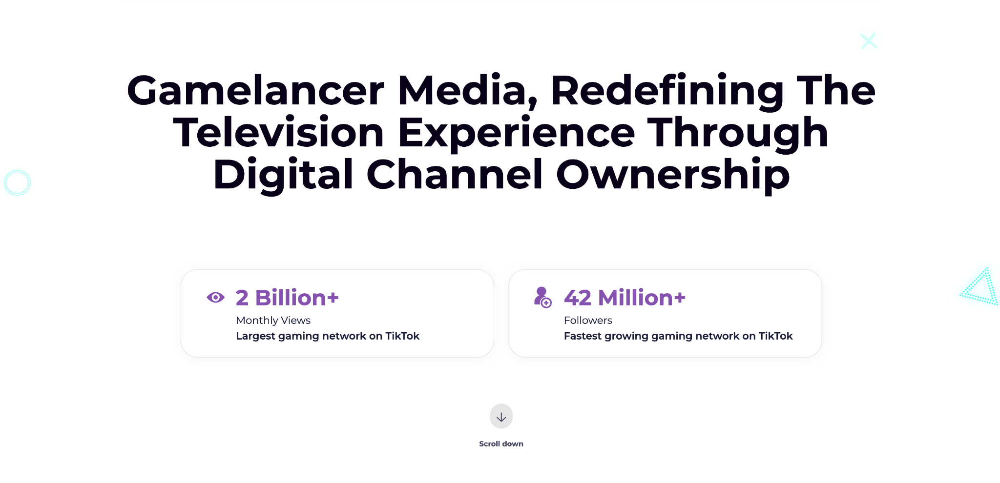 Gamelancer Media, Redefining The
Television Experience Through
Digital Channel Ownership
2 Billion+
Monthly Views
Largest gaming network on TikTok
42 Million+
Followers
Fastest growing gaming network on TikTok
Scroll down